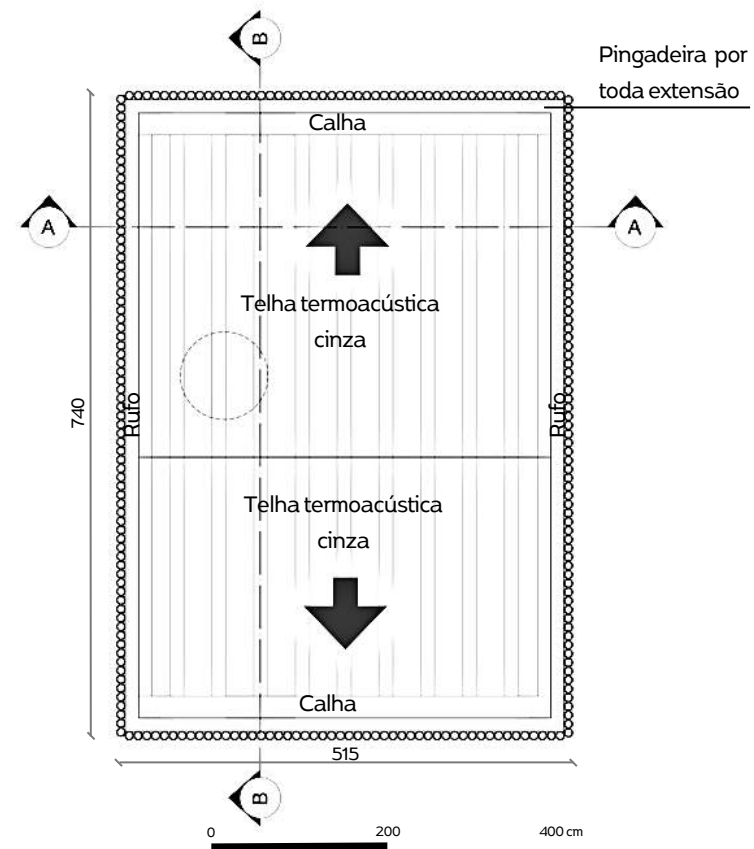 B
Pingadeira por
toda extensão
Calha
A
A
Telha termoacústica
cinza
740
Rufo
Rufo
Telha termoacústica
cinza
Calha
515
B
0 200 400 cm